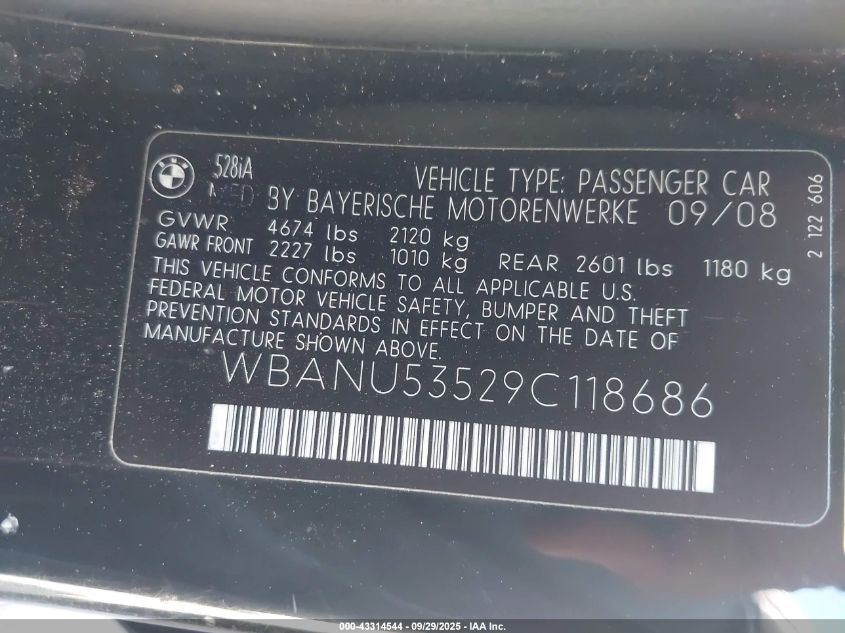 BMW
528iA
VEHICLE TYPE: PASSENGER CAR
MFD BY BAYERISCHE MOTORENWERKE 09/08
GVWR 4674 lbs 2120 kg
GAWR FRONT 2227 lbs 1010 kg REAR 2601 lbs 1180 kg
THIS VEHICLE CONFORMS TO ALL APPLICABLE U.S.
FEDERAL MOTOR VEHICLE SAFETY, BUMPER AND THEFT
PREVENTION STANDARDS IN EFFECT ON THE DATE OF
MANUFACTURE SHOWN ABOVE.
WBANU53529C118686
2 122 606
000-43314544 - 09/29/2025 - IAA Inc.